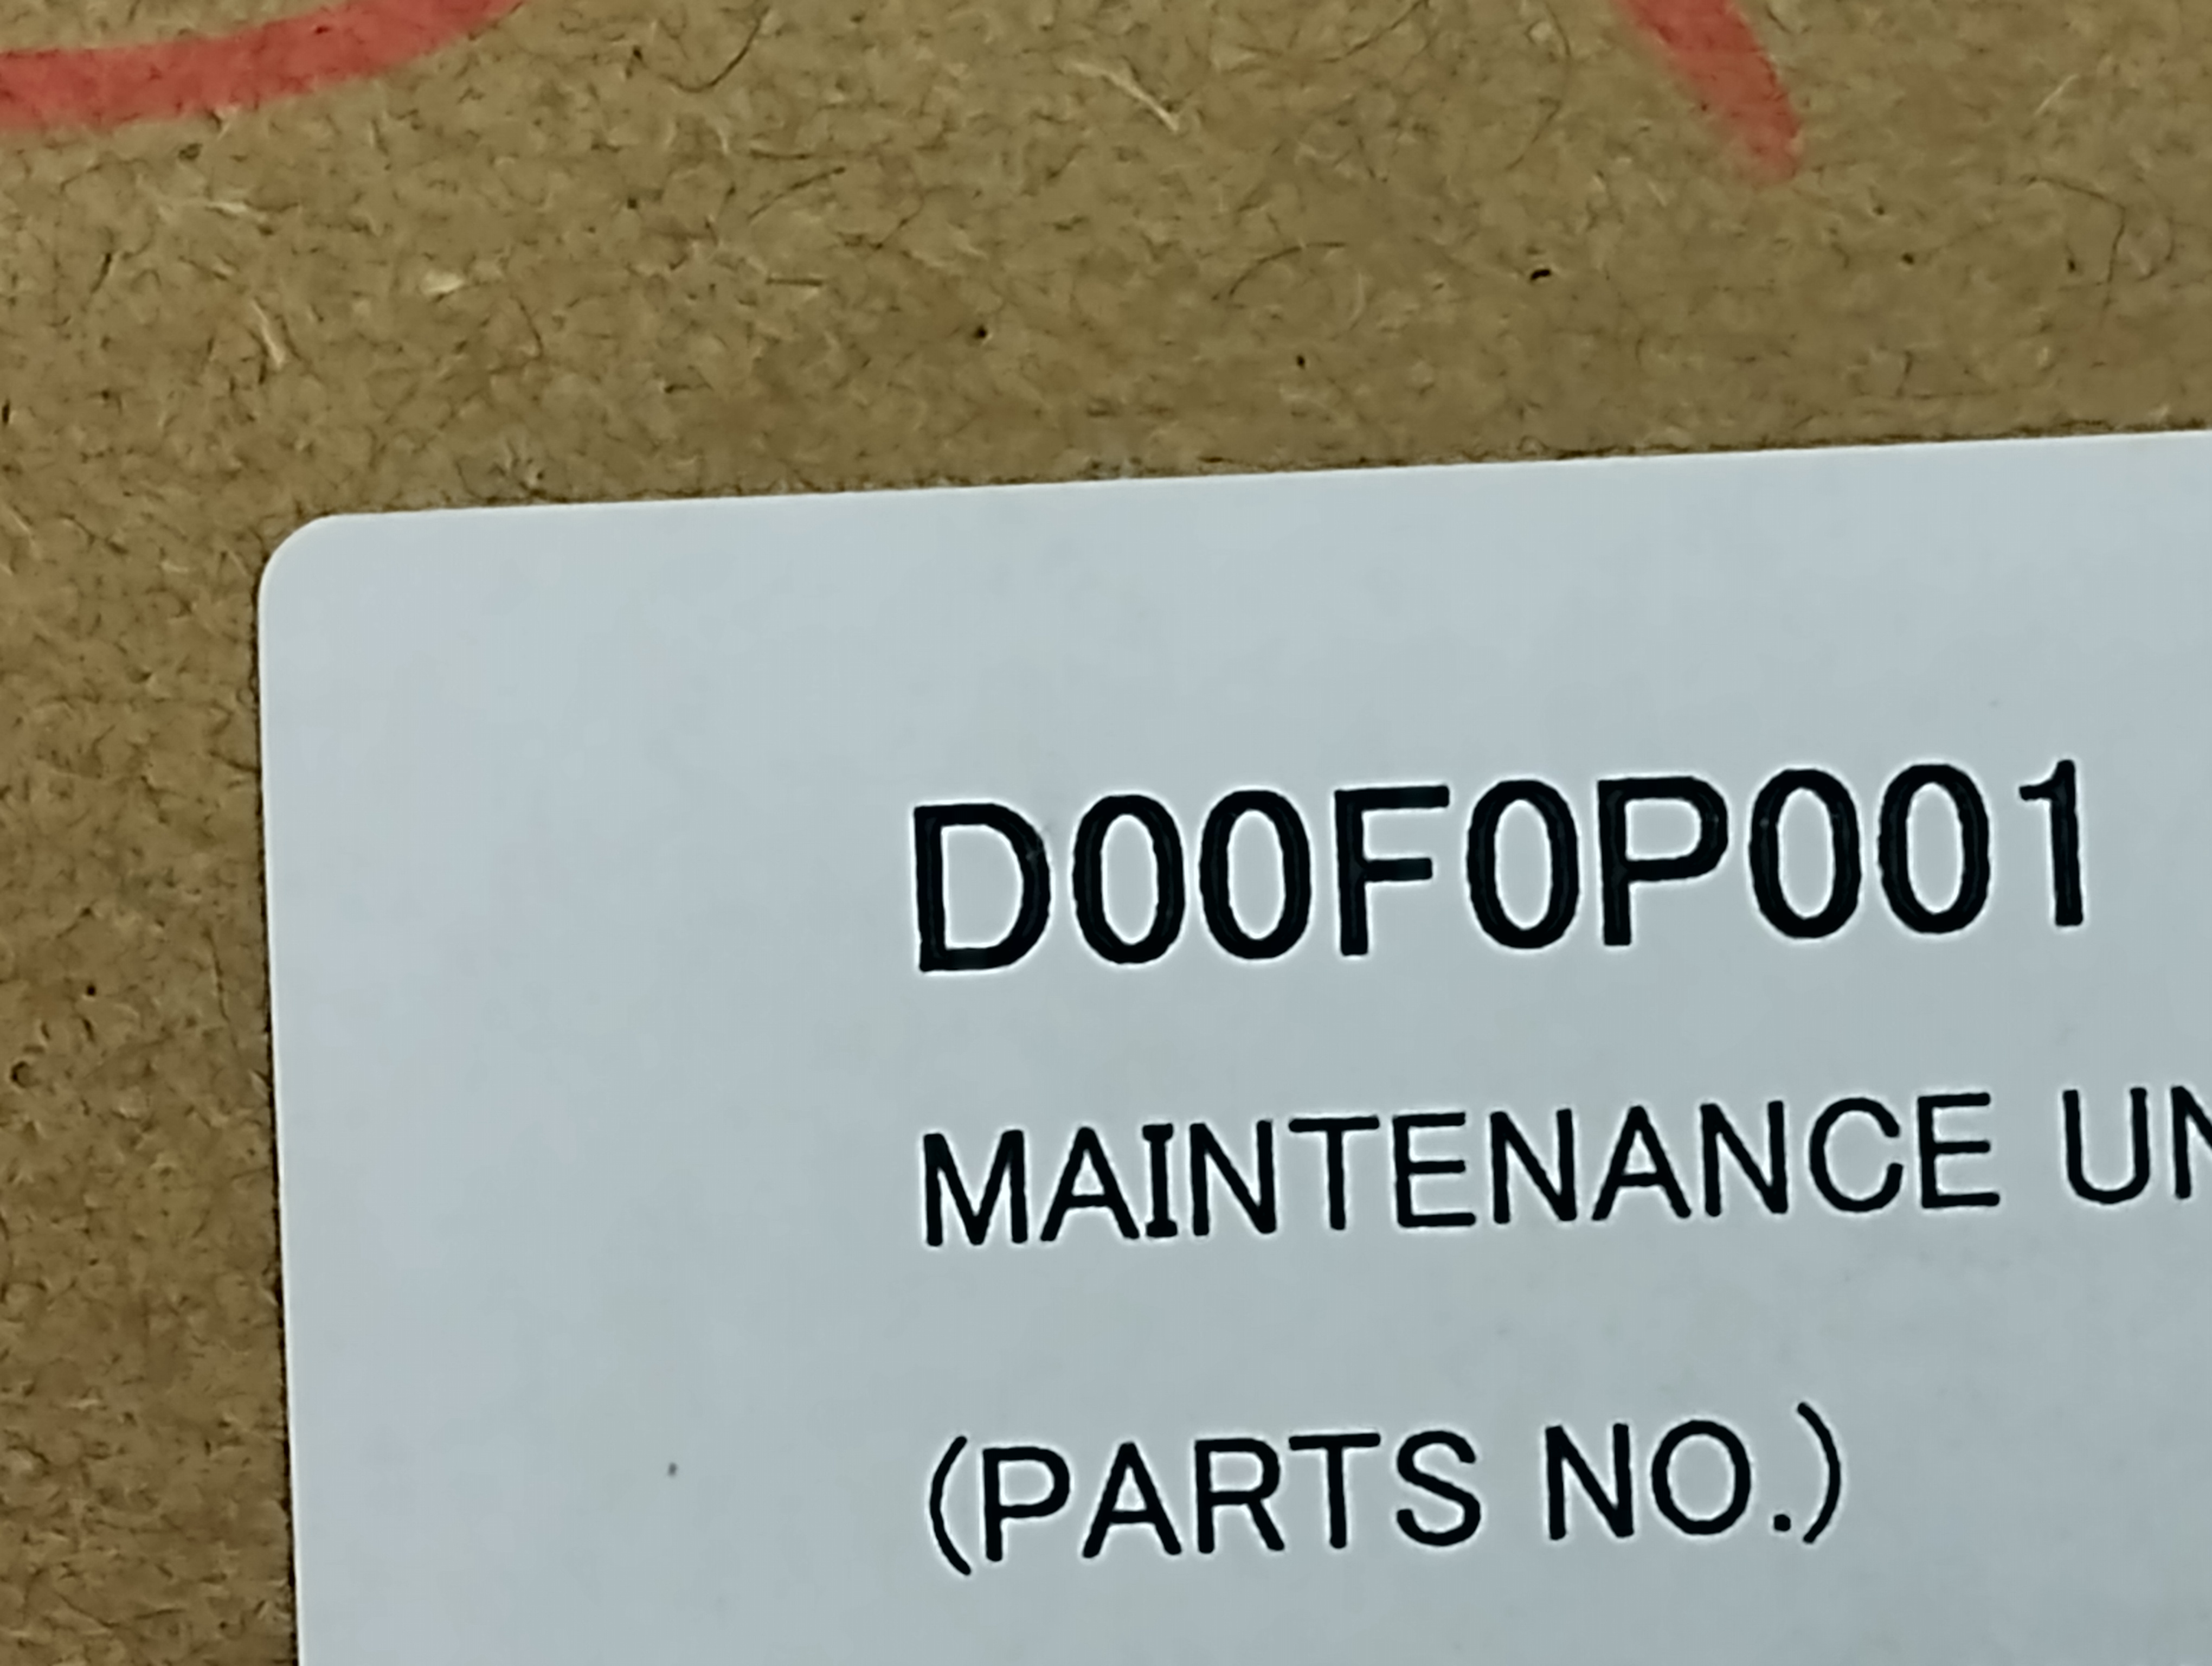 D00F0P001
MAINTENANCE UN
(PARTS NO.)